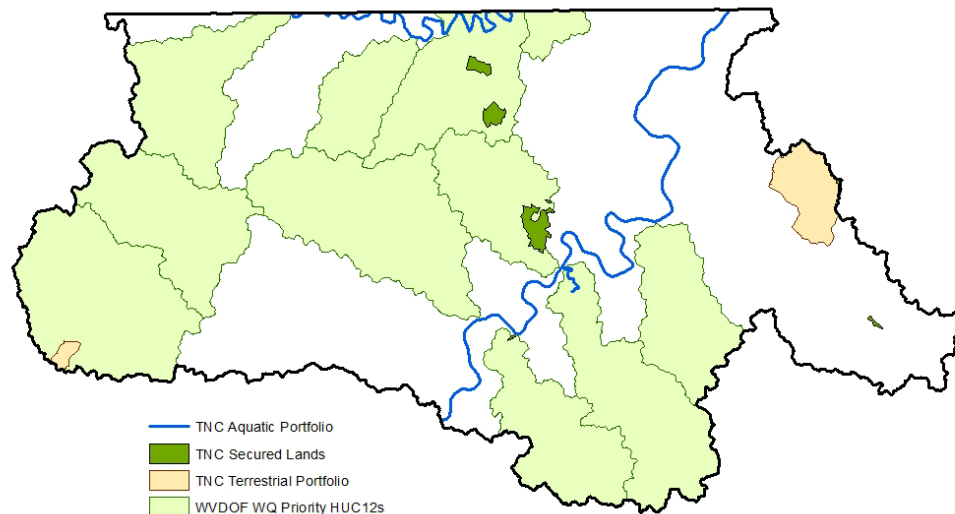 TNC Aquatic Portfolio
TNC Secured Lands
TNC Terrestrial Portfolio
WVDOF WQ Priority HUC12s